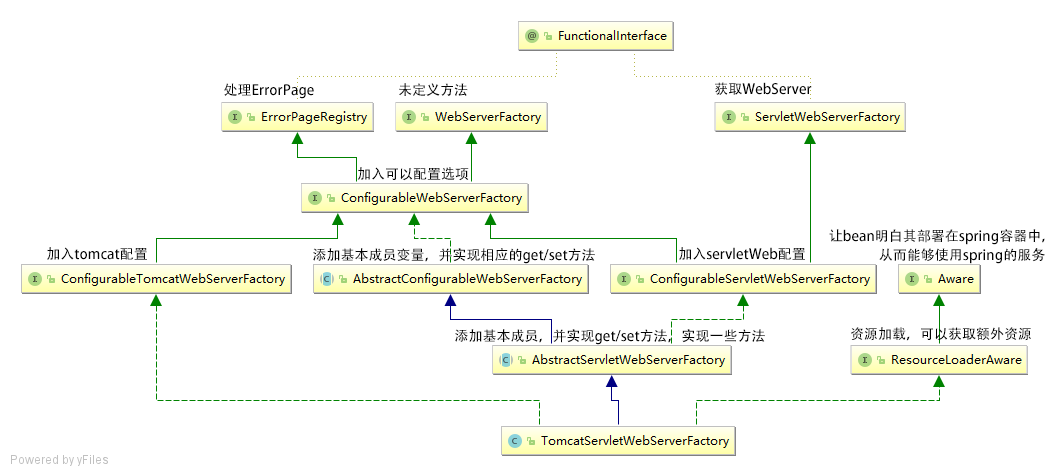 @ FunctionalInterface
处理ErrorPage
未定义方法
获取WebServer
I ErrorPageRegistry
I WebServerFactory
I ServletWebServerFactory
加入可以配置选项
I ConfigurableWebServerFactory
加入tomcat配置
添加基本成员变量，并实现相应的get/set方法
加入servletWeb配置
让bean明白其部署在spring容器中,
从而能够使用spring的服务
I ConfigurableTomcatWebServerFactory
C AbstractConfigurableWebServerFactory
I ConfigurableServletWebServerFactory
I Aware
添加基本成员，并实现get/set方法，实现一些方法
资源加载，可以获取额外资源
C AbstractServletWebServerFactory
I ResourceLoaderAware
C TomcatServletWebServerFactory
Powered by yFiles